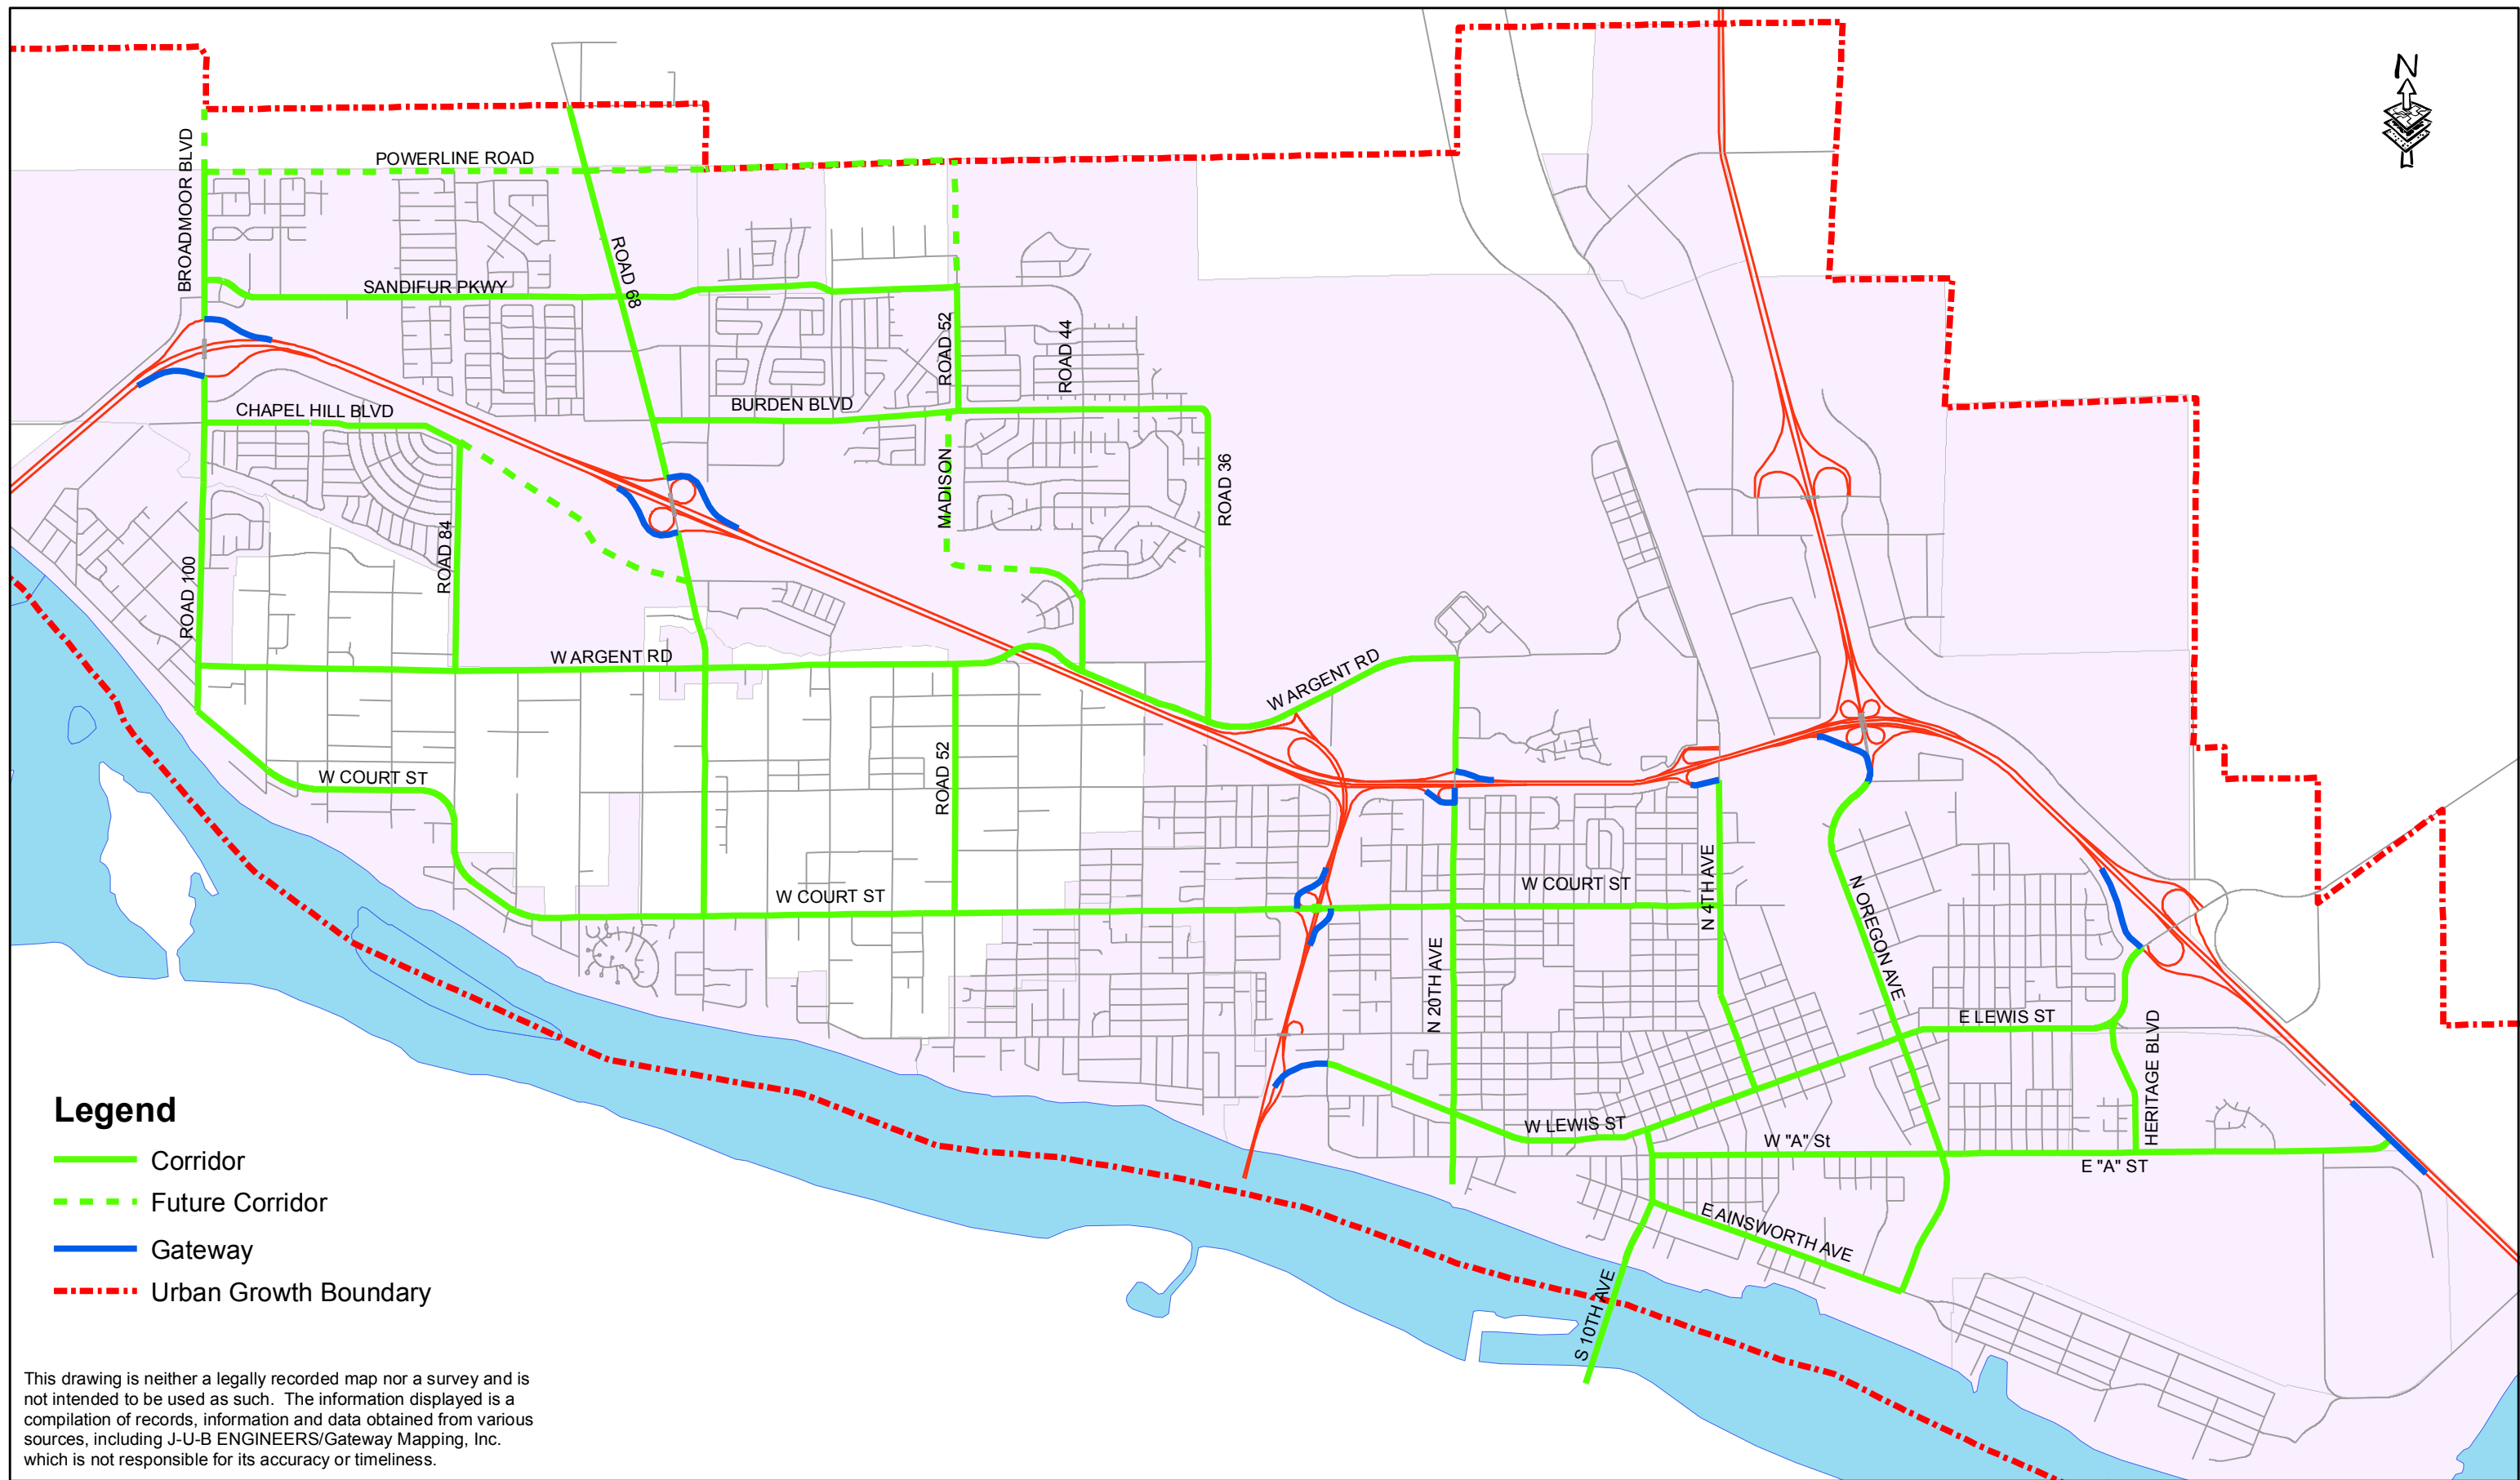 N
BROADMOOR BLVD
POWERLINE ROAD
ROAD 68
SANDIFUR PKWY
ROAD 52
ROAD 44
CHAPEL HILL BLVD
BURDEN BLVD
MADISON
ROAD 36
ROAD 84
ROAD 100
W ARGENT RD
W ARGENT RD
W COURT ST
ROAD 52
W COURT ST
W COURT ST
N 4TH AVE
N OREGON AVE
N 20TH AVE
E LEWIS ST
HERITAGE BLVD
W LEWIS ST
W "A" St
E "A" ST
E AINSWORTH AVE
S 10TH AVE
Legend
Corridor
Future Corridor
Gateway
Urban Growth Boundary
This drawing is neither a legally recorded map nor a survey and is
not intended to be used as such. The information displayed is a
compilation of records, information and data obtained from various
sources, including J-U-B ENGINEERS/Gateway Mapping, Inc.
which is not responsible for its accuracy or timeliness.